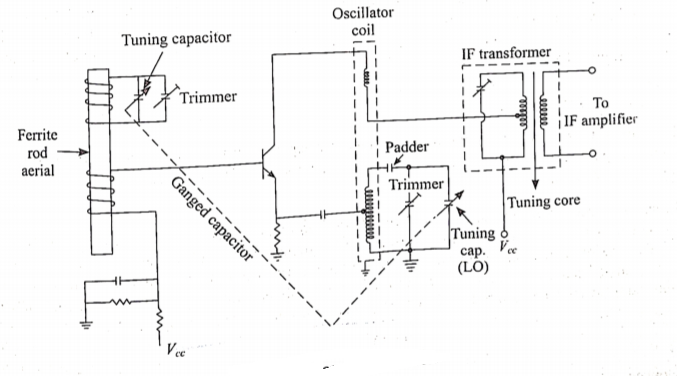 Oscillator
coil
Tuning capacitor
IF transformer
Trimmer
To
IF amplifier
Ferrite
rod
aerial
Padder
Trimmer
Ganged capacitor
Tuning core
Tuning
cap.
(LO)
Vcc
Vcc